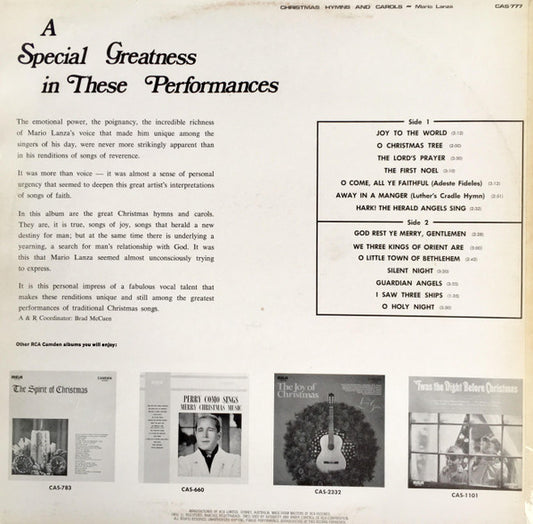 CHRISTMAS HYMNS AND CAROLS – Mario Lanza
CAS-777
A
Special Greatness
in These Performances
The emotional power, the poignancy, the incredible richness
of Mario Lanza's voice that made him unique among the
singers of his day, were never more strikingly apparent than
in his renditions of songs of reverence.
It was more than voice — it was almost a sense of personal
urgency that seemed to deepen this great artist's interpretations
of songs of faith.
In this album are the great Christmas hymns and carols.
They are, it is true, songs of joy, songs that herald a new
destiny for man; but at the same time there is underlying a
yearning, a search for man's relationship with God. It was
this that Mario Lanza seemed almost unconsciously trying
to express.
It is this personal impress of a fabulous vocal talent that
makes these renditions unique and still among the greatest
performances of traditional Christmas songs.
A & R Coordinator: Brad McCuen
Side 1
JOY TO THE WORLD
O CHRISTMAS TREE
THE LORD'S PRAYER
THE FIRST NOEL
O COME, ALL YE FAITHFUL (Adeste Fideles)
AWAY IN A MANGER (Luther's Cradle Hymn)
HARK! THE HERALD ANGELS SING
Side 2
GOD REST YE MERRY, GENTLEMEN
WE THREE KINGS OF ORIENT ARE
O LITTLE TOWN OF BETHLEHEM
SILENT NIGHT
GUARDIAN ANGELS
I SAW THREE SHIPS
O HOLY NIGHT
Other RCA Camden albums you will enjoy:
The Spirit of Christmas
CAS-783
PERRY COMO SINGS
MERRY CHRISTMAS MUSIC
CAS-660
The Joy of
Christmas
CAS-2232
'Twas the Night Before Christmas
CAS-1101